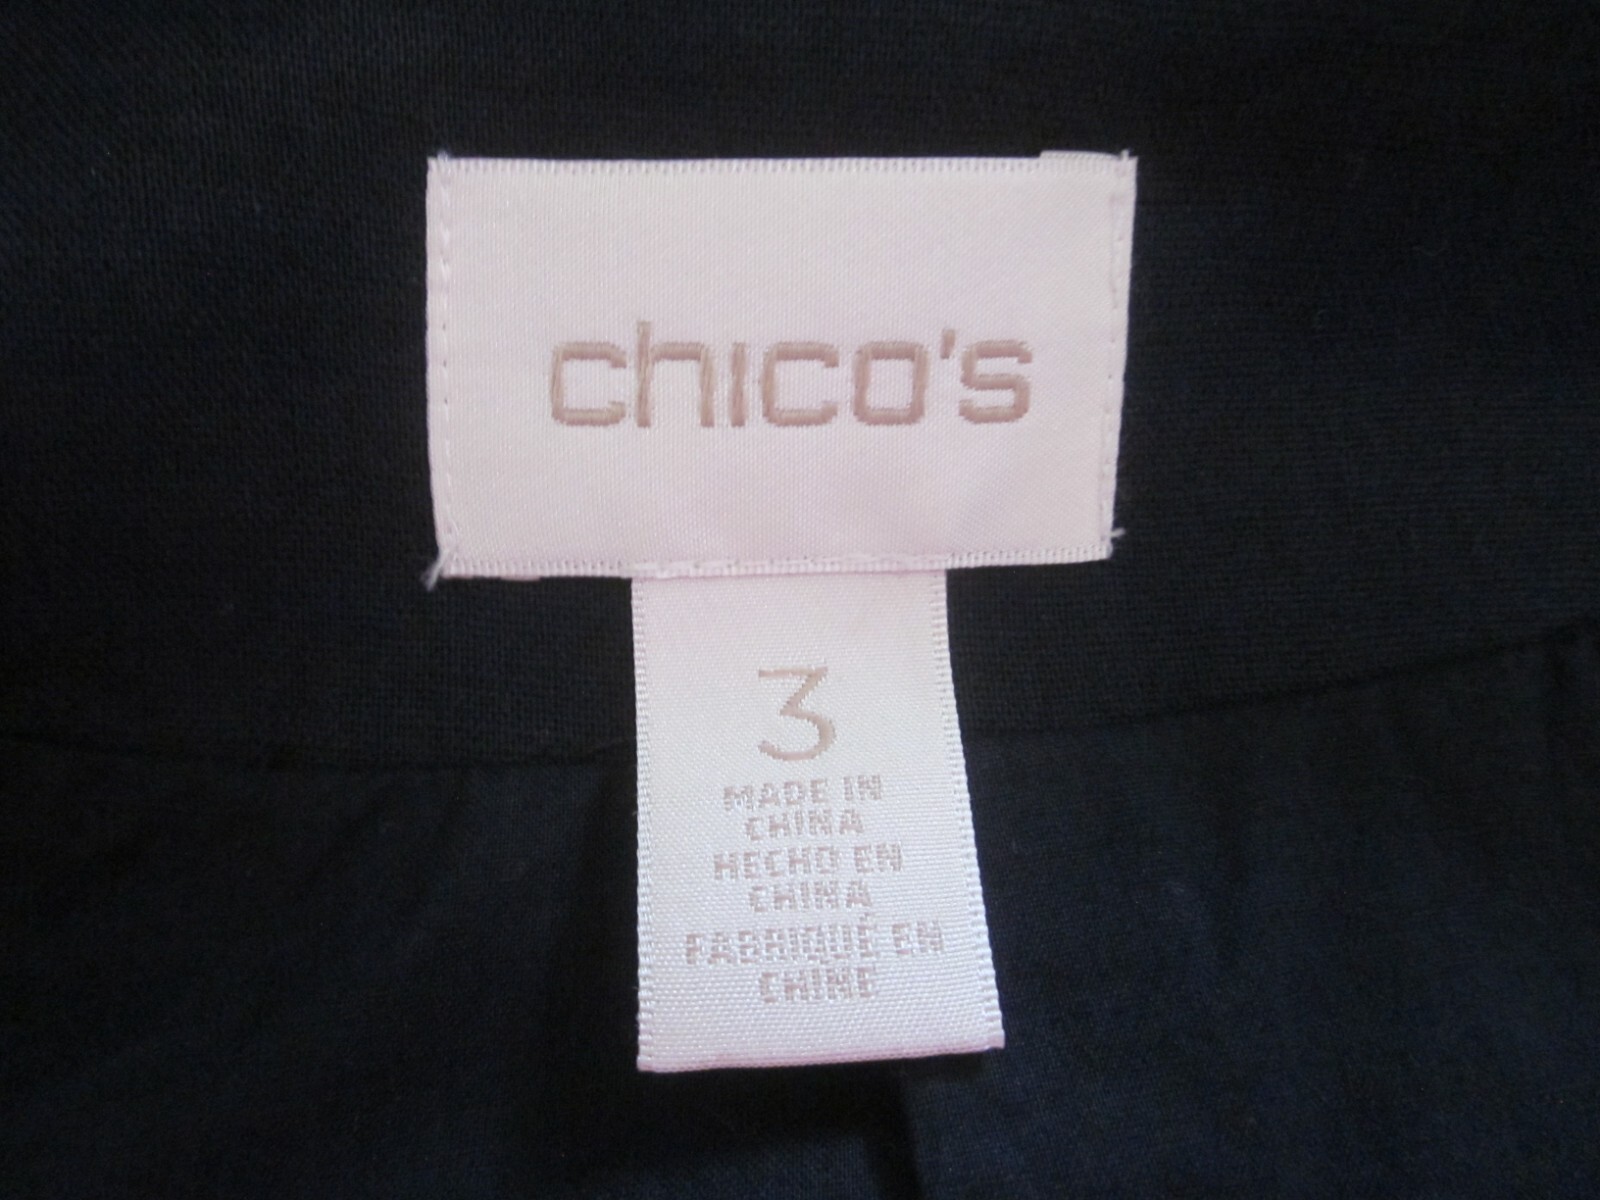 chico's
3
MADE IN
CHINA
HECHO EN
CHINA
FABRIQUÉ EN
CHINE